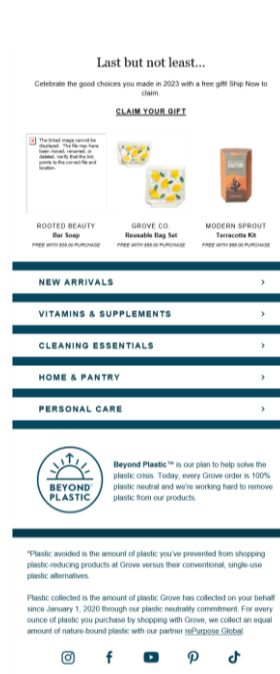 Last but not least...
Celebrate the good choices you made in 2023 with a free gift! Ship Now to
claim.
CLAIM YOUR GIFT
The linked image cannot be
displayed. The file may have
been moved, renamed, or
deleted. Verify that the link
points to the correct file and
location.
CACTUS
ROOTED BEAUTY
Bar Soap
FREE WITH $39.00 PURCHASE
GROVE CO.
Reusable Bag Set
FREE WITH PURCHASE
MODERN SPROUT
Terracotta Kit
FREE WITH PURCHASE
NEW ARRIVALS
VITAMINS & SUPPLEMENTS
CLEANING ESSENTIALS
HOME & PANTRY
PERSONAL CARE
BEYOND
PLASTIC
Beyond Plastic™ is our plan to help solve the
plastic crisis. Today, every Grove order is 100%
plastic neutral and we're working hard to remove
plastic from our products.
*Plastic avoided is the amount of plastic you've prevented from shopping
plastic-reducing products at Grove versus their conventional, single-use
plastic alternatives.
Plastic collected is the amount of plastic Grove has collected on your behalf
since January 1, 2020 through our plastic neutrality commitment. For every
ounce of plastic you purchase by shopping with Grove, we collect an equal
amount of nature-bound plastic with our partner rePurpose Global.